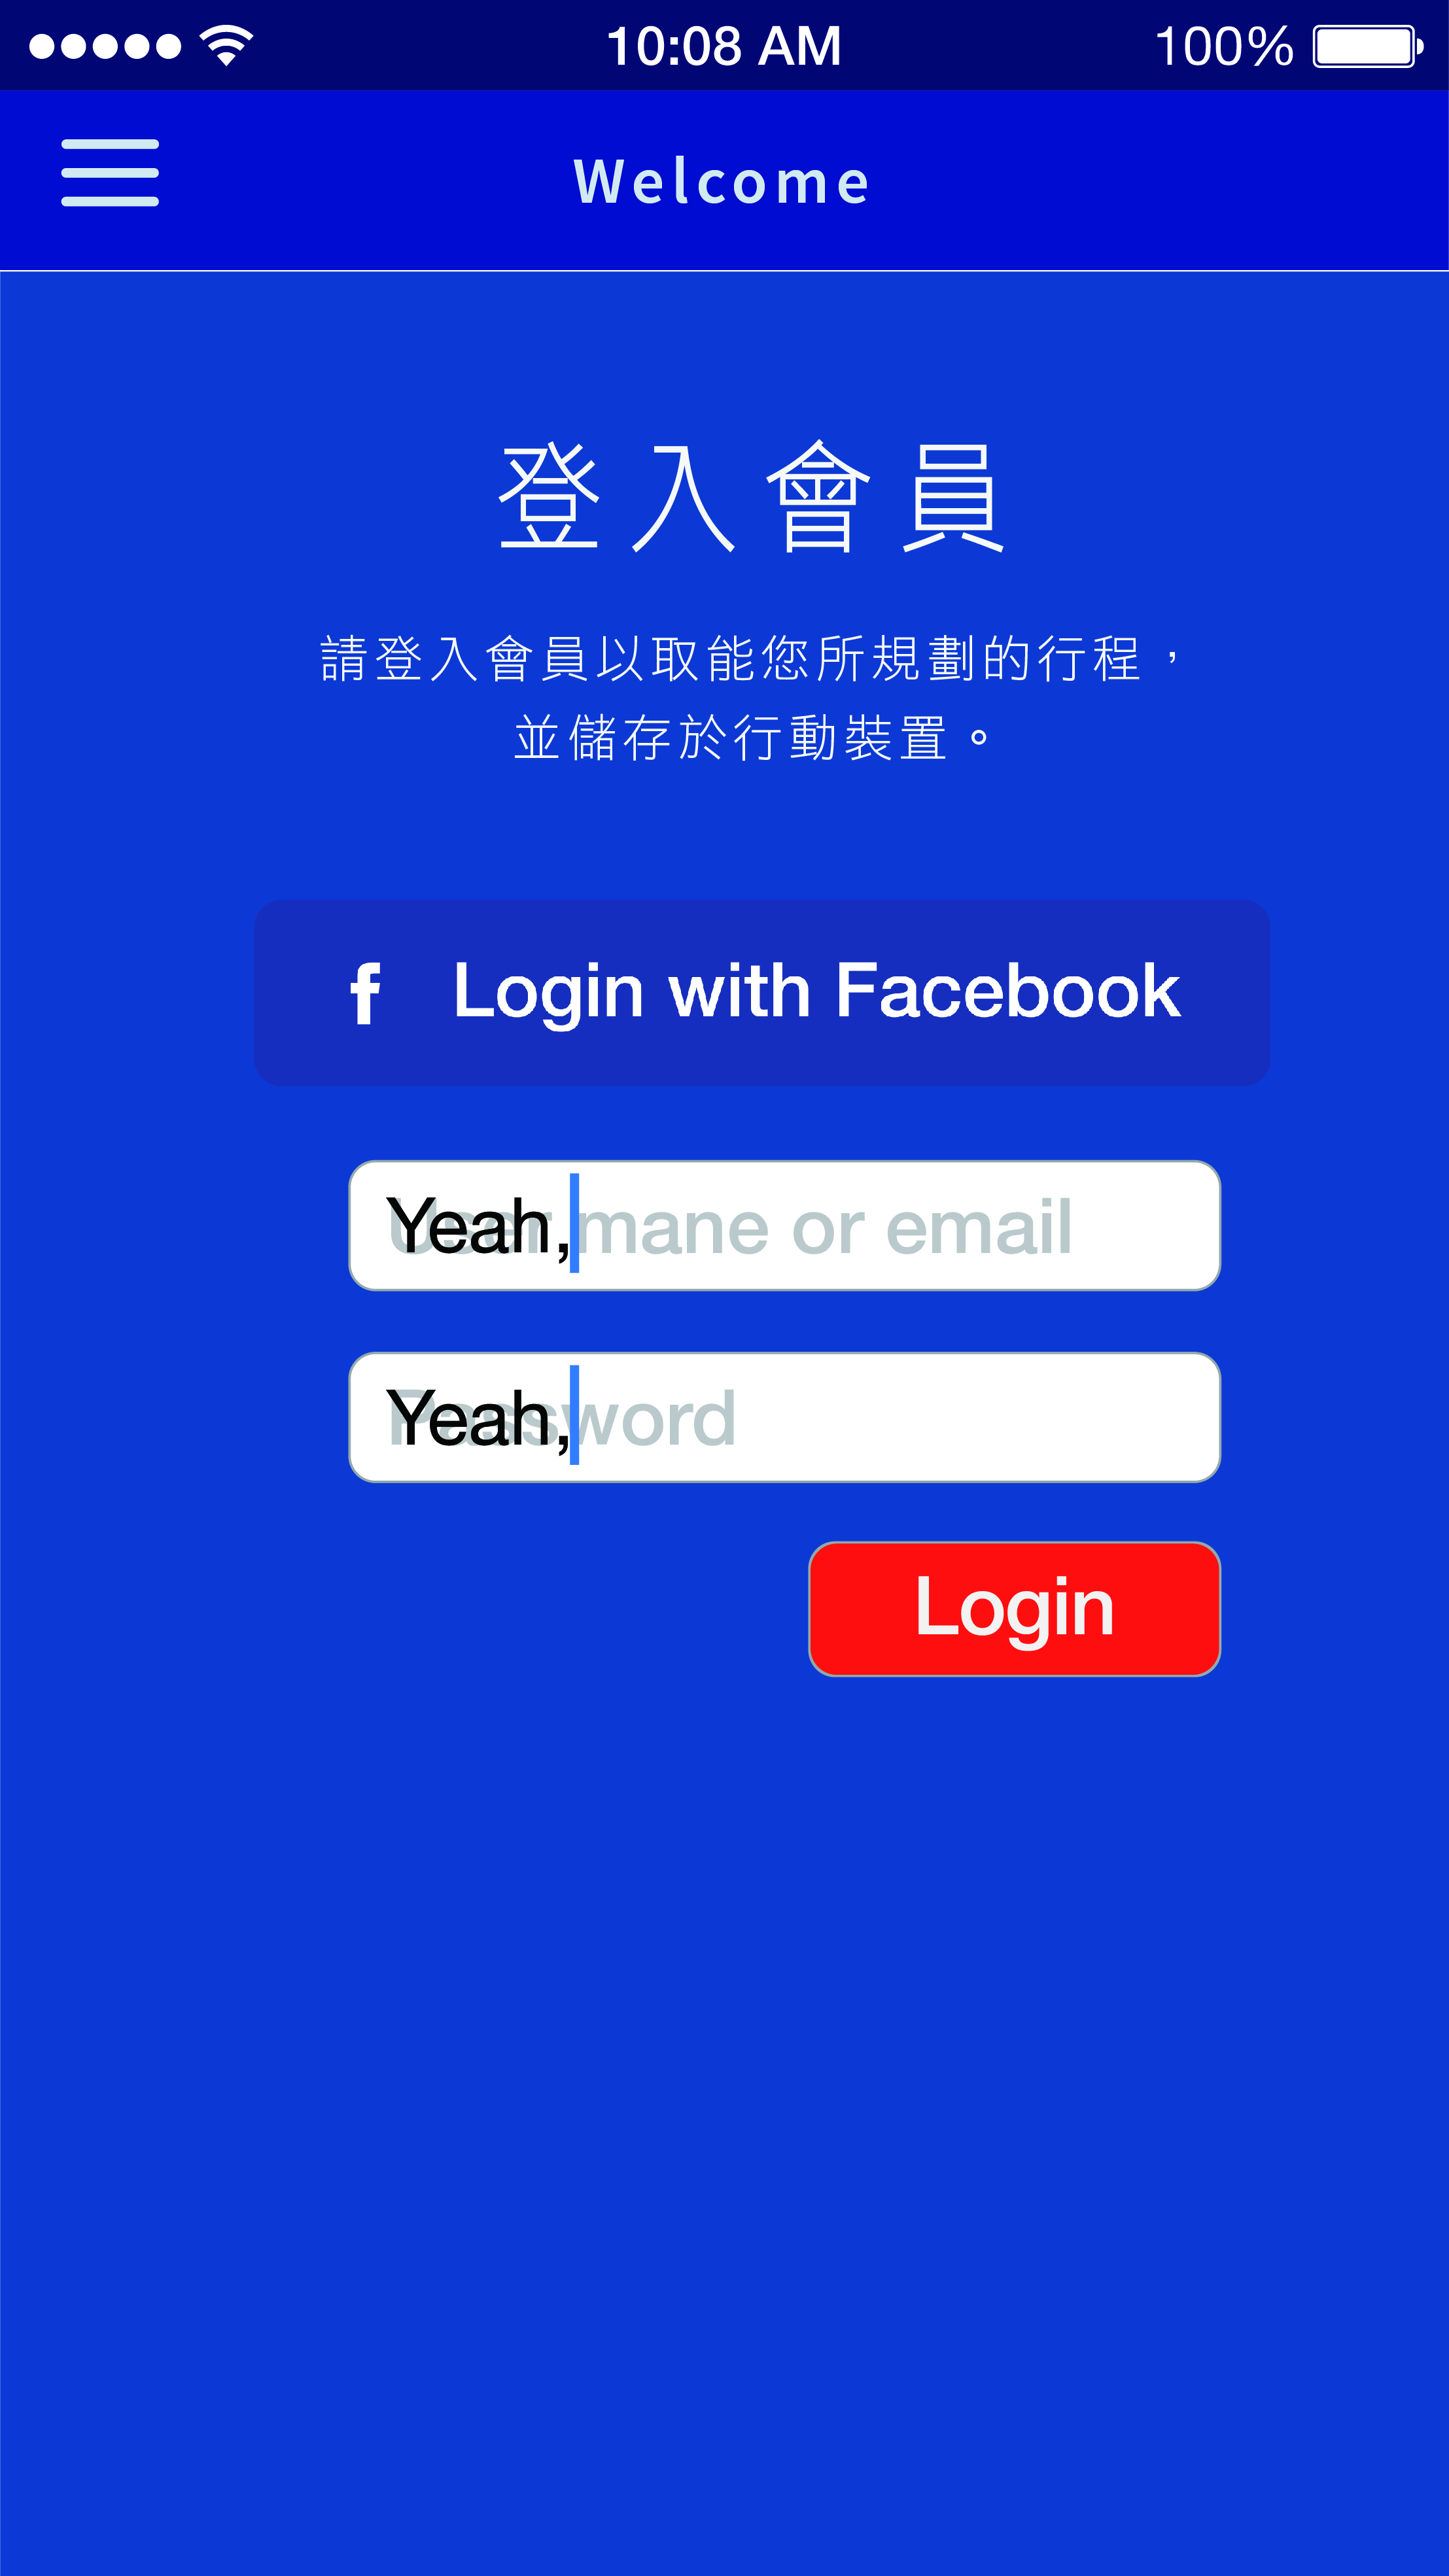 10:08 AM 100%
Welcome
登入會員
請登入會員以取能您所規劃的行程，
並儲存於行動裝置。
f Login with Facebook
Yeah, User mane or email
Yeah, Password
Login